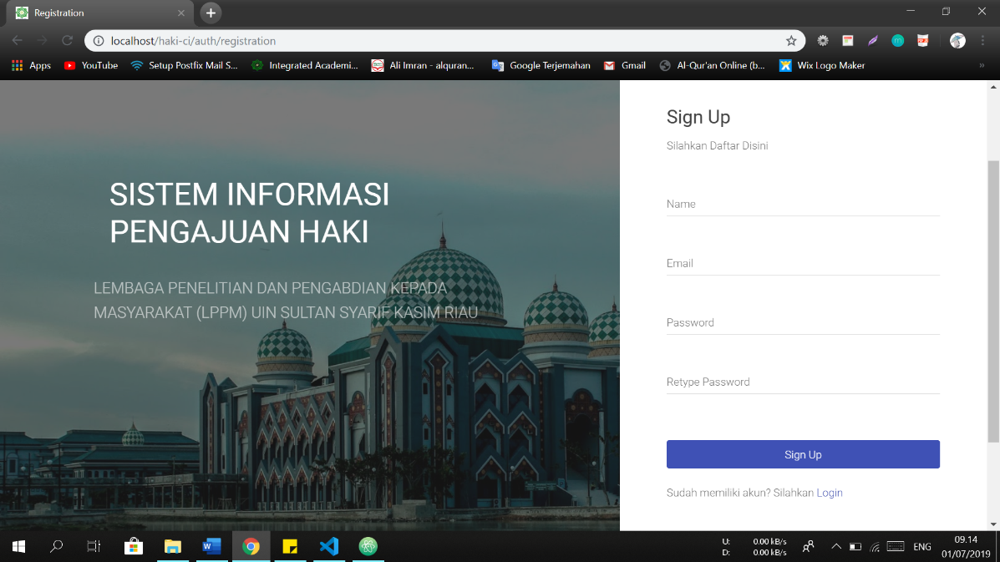 Registration
localhost/haki-ci/auth/registration
Apps
YouTube
Setup Postfix Mail S...
Integrated Academi...
Ali Imran - alquran...
Google Terjemahan
Gmail
Al-Qur'an Online (b...
Wix Logo Maker
»
SISTEM INFORMASI
PENGAJUAN HAKI
LEMBAGA PENELITIAN DAN PENGABDIAN KEPADA
MASYARAKAT (LPPM) UIN SULTAN SYARIF KASIM RIAU
Sign Up
Silahkan Daftar Disini
Name
Email
Password
Retype Password
Sign Up
Sudah memiliki akun? Silahkan Login
U: 0.00 kB/s
D: 0.00 kB/s
ENG
09.14
01/07/2019